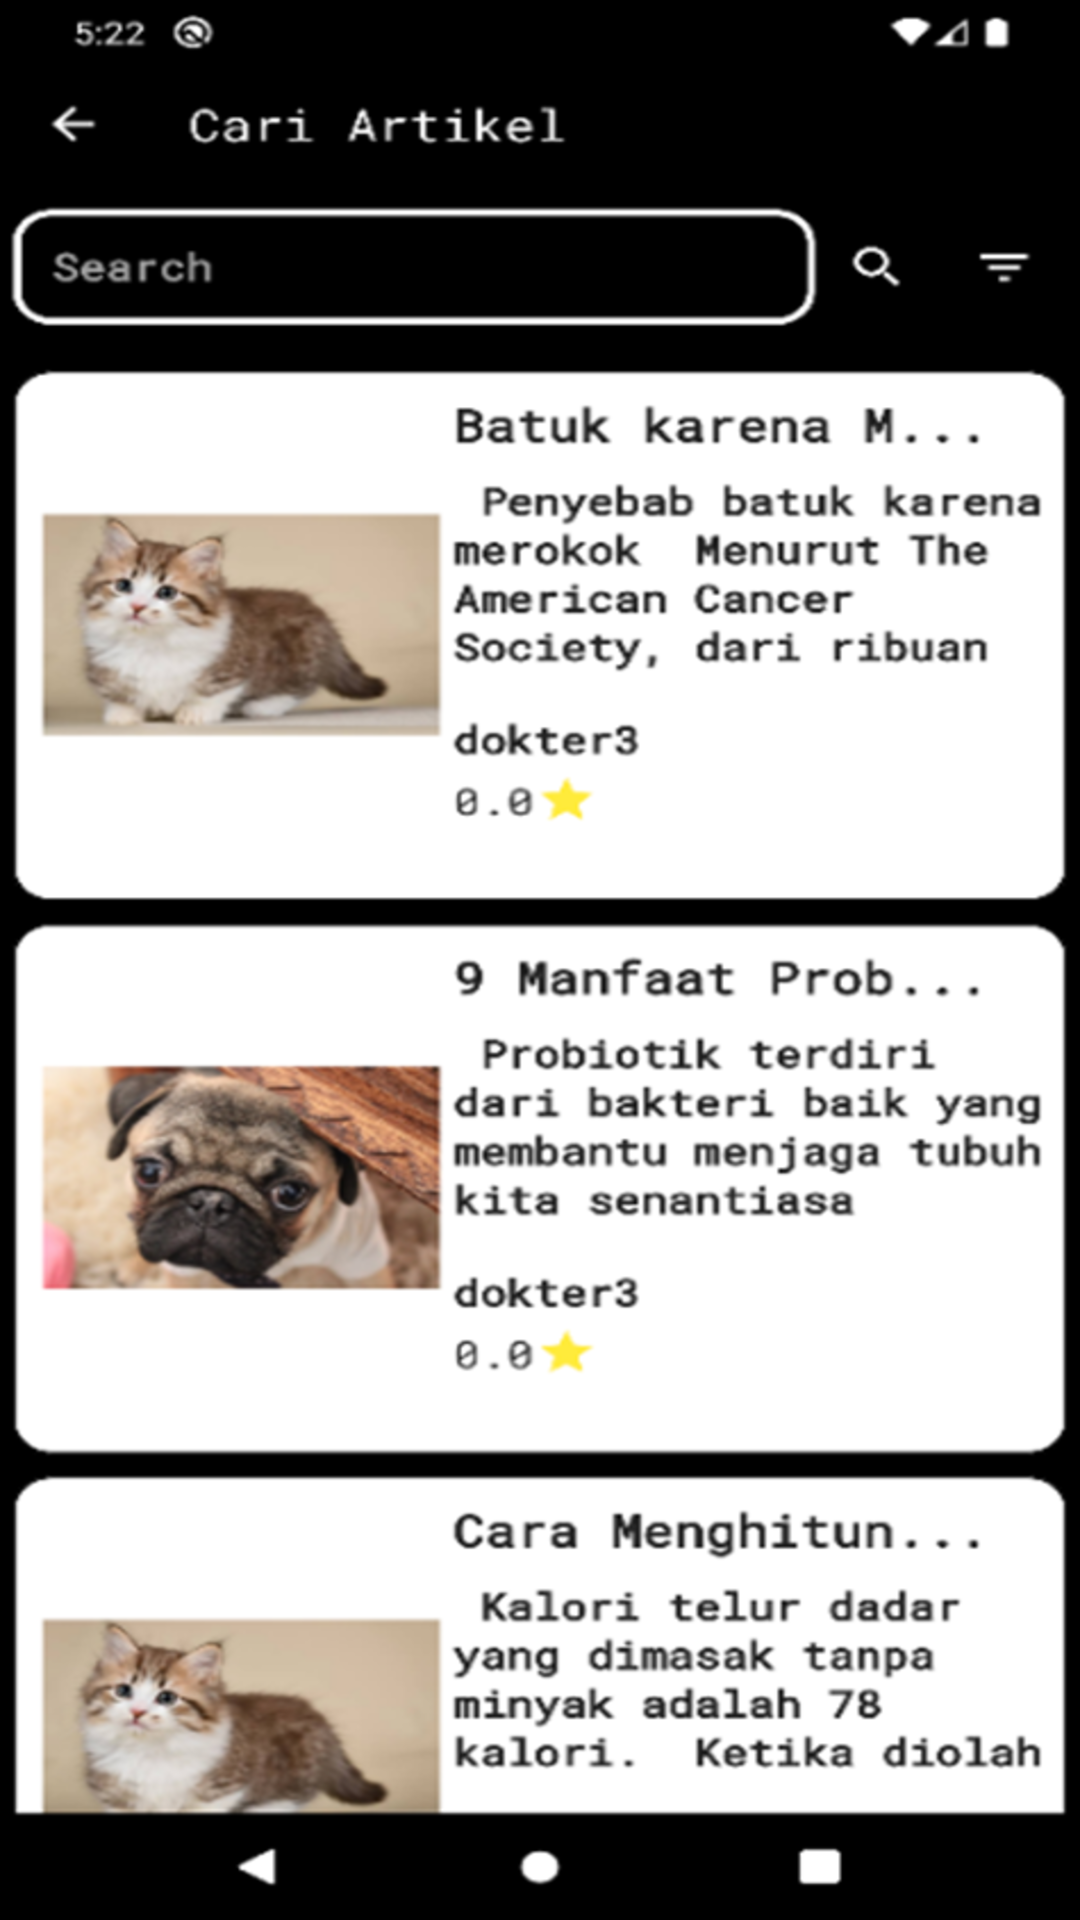 5:22
Cari Artikel
Search
Batuk karena M...
Penyebab batuk karena
merokok  Menurut The
American Cancer
Society, dari ribuan
dokter3
0.0
9 Manfaat Prob...
Probiotik terdiri
dari bakteri baik yang
membantu menjaga tubuh
kita senantiasa
dokter3
0.0
Cara Menghitun...
Kalori telur dadar
yang dimasak tanpa
minyak adalah 78
kalori.  Ketika diolah